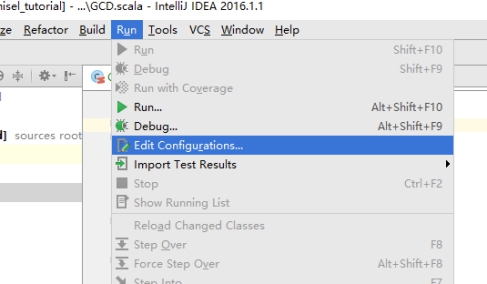 isel_tutorial] - ...\GCD.scala - IntelliJ IDEA 2016.1.1
ze Refactor Build Run Tools VCS Window Help
Run Shift+F10
Debug Shift+F9
Run with Coverage
Run... Alt+Shift+F10
Debug... Alt+Shift+F9
d] sources root
Edit Configurations...
Import Test Results
Stop Ctrl+F2
Show Running List
Reload Changed Classes
Step Over F8
Force Step Over Alt+Shift+F8
Step Into F7